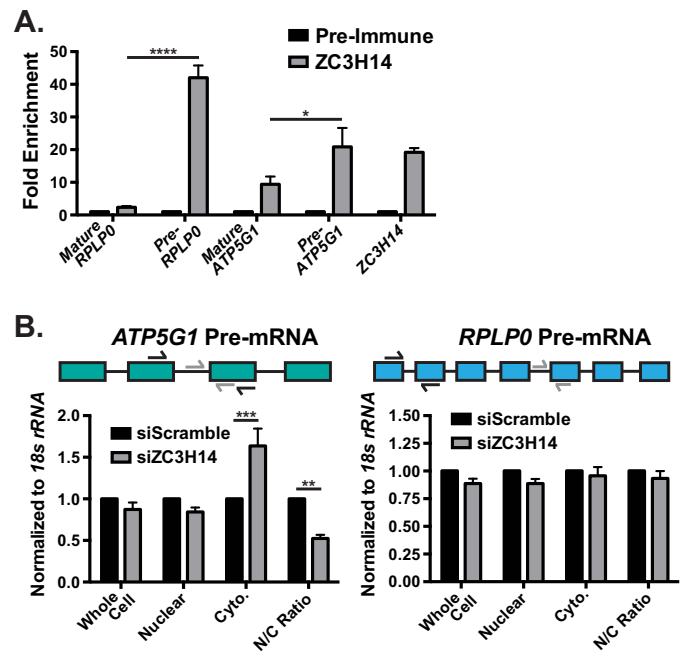 A.
Pre-Immune
ZC3H14
Fold Enrichment
50
40
30
20
10
0
****
*
Mature RPLP0
Pre-RPLP0
Mature ATP5G1
Pre-ATP5G1
ZC3H14
B.
ATP5G1 Pre-mRNA
Normalized to 18s rRNA
2.0
1.5
1.0
0.5
0.0
siScramble
siZC3H14
***
**
Whole Cell
Nuclear
Cyto.
N/C Ratio
RPLP0 Pre-mRNA
Normalized to 18s rRNA
1.50
1.25
1.00
0.75
0.50
0.25
0.00
siScramble
siZC3H14
Whole Cell
Nuclear
Cyto.
N/C Ratio